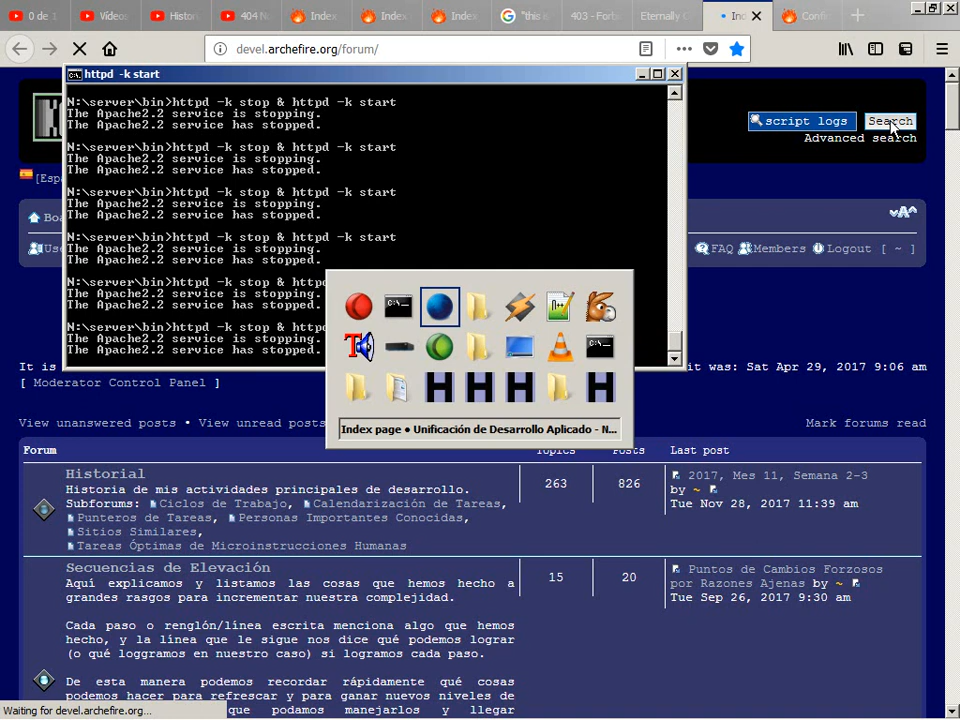 0 de 1
Vídeo
Histori
404 N
Index
Index
Index
"this is
403 - Forb
Eternally C
Ind
Confi
devel.archefire.org/forum/
httpd -k start
N:\server\bin>httpd -k stop & httpd -k start
The Apache2.2 service is stopping.
The Apache2.2 service has stopped.
N:\server\bin>httpd -k stop & httpd -k start
The Apache2.2 service is stopping.
The Apache2.2 service has stopped.
N:\server\bin>httpd -k stop & httpd -k start
The Apache2.2 service is stopping.
The Apache2.2 service has stopped.
N:\server\bin>httpd -k stop & httpd -k start
The Apache2.2 service is stopping.
The Apache2.2 service has stopped.
N:\server\bin>httpd -k stop & httpd
The Apache2.2 service is stopping.
The Apache2.2 service has stopped.
N:\server\bin>httpd -k stop & httpd
The Apache2.2 service is stopping.
The Apache2.2 service has stopped.
script logs
Search
Advanced search
[Espa
Boa
Use
FAQ Members Logout [ ~ ]
It is
it was: Sat Apr 29, 2017 9:06 am
[ Moderator Control Panel ]
Index page • Unificación de Desarrollo Aplicado - N...
View unanswered posts • View unread posts
Mark forums read
Forum Topics Posts Last post
Historial
Historia de mis actividades principales de desarrollo.
Subforums: Ciclos de Trabajo, Calendarización de Tareas,
Punteros de Tareas, Personas Importantes Conocidas,
Sitios Similares,
Tareas Óptimas de Microinstrucciones Humanas
263
826
2017, Mes 11, Semana 2-3
by ~
Tue Nov 28, 2017 11:39 am
Secuencias de Elevación
Aquí explicamos y listamos las cosas que hemos hecho a
grandes rasgos para incrementar nuestra complejidad.
Cada paso o renglón/línea escrita menciona algo que hemos
hecho, y la línea que le sigue nos dice qué podemos lograr
(o qué loggramos en nuestro caso) si logramos cada paso.
De esta manera podemos recordar rápidamente qué cosas
podemos hacer para refrescar y para ganar nuevos niveles de
que podamos manejarlos y llegar
15
20
Puntos de Cambios Forzosos
por Razones Ajenas by ~
Tue Sep 26, 2017 9:30 am
Waiting for devel.archefire.org...